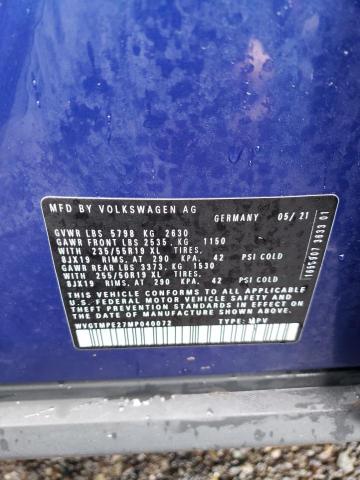 MFD BY VOLKSWAGEN AG
GERMANY 05/21
GVWR LBS 5798 KG 2630
GAWR FRONT LBS 2535, KG 1150
235/55R19 XL TIRES,
8JX19 RIMS, AT 290 KPA, 42 PSI COLD
GAWR REAR LBS 3373, KG 1530
WITH 255/50R19 XL TIRES,
8JX19 RIMS, AT 290 KPA, 42 PSI COLD
THIS VEHICLE CONFORMS TO ALL APPLICABLE
U.S. FEDERAL MOTOR VEHICLE SAFETY AND
THEFT PREVENTION STANDARDS IN EFFECT ON
THE DATE OF MANUFACTURE SHOWN ABOVE.
WVGTMPE27MP040072 TYPE: MPV